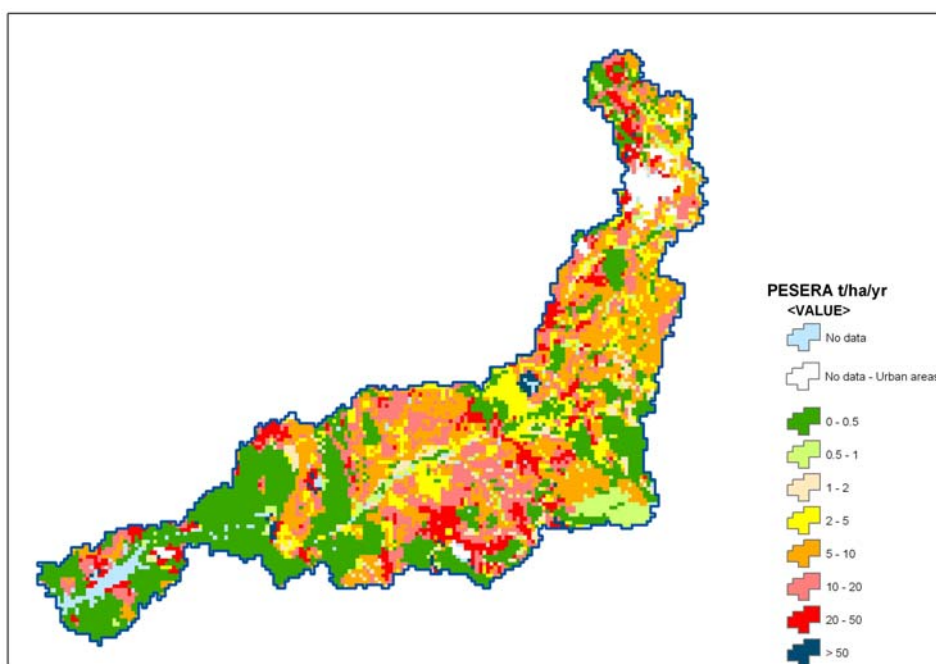 PESERA t/ha/yr
<VALUE>
No data
No data - Urban areas
0 - 0.5
0.5 - 1
1 - 2
2 - 5
5 - 10
10 - 20
20 - 50
> 50